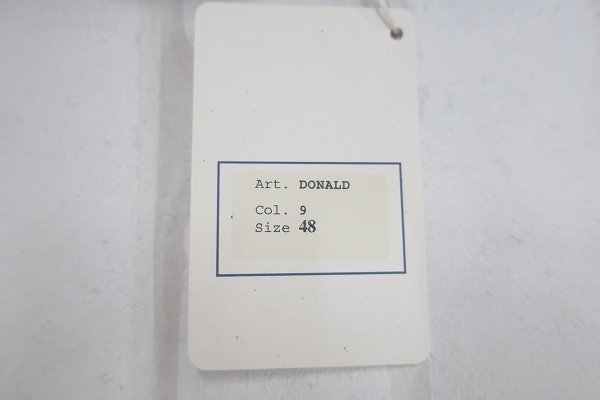 Art. DONALD
Col. 9
Size 48